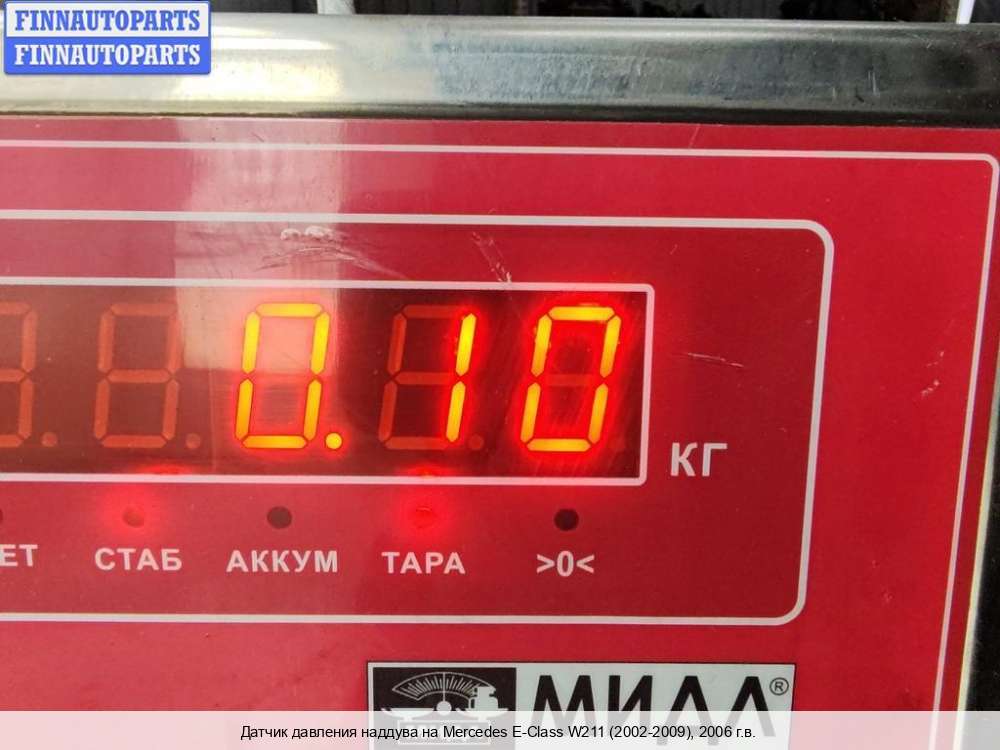 FINNAUTOPARTS
FINNAUTOPARTS
0.10
КГ
СТАБ АККУМ ТАРА >0<
МИДЛ®
Датчик давления наддува на Mercedes E-Class W211 (2002-2009), 2006 г.в.